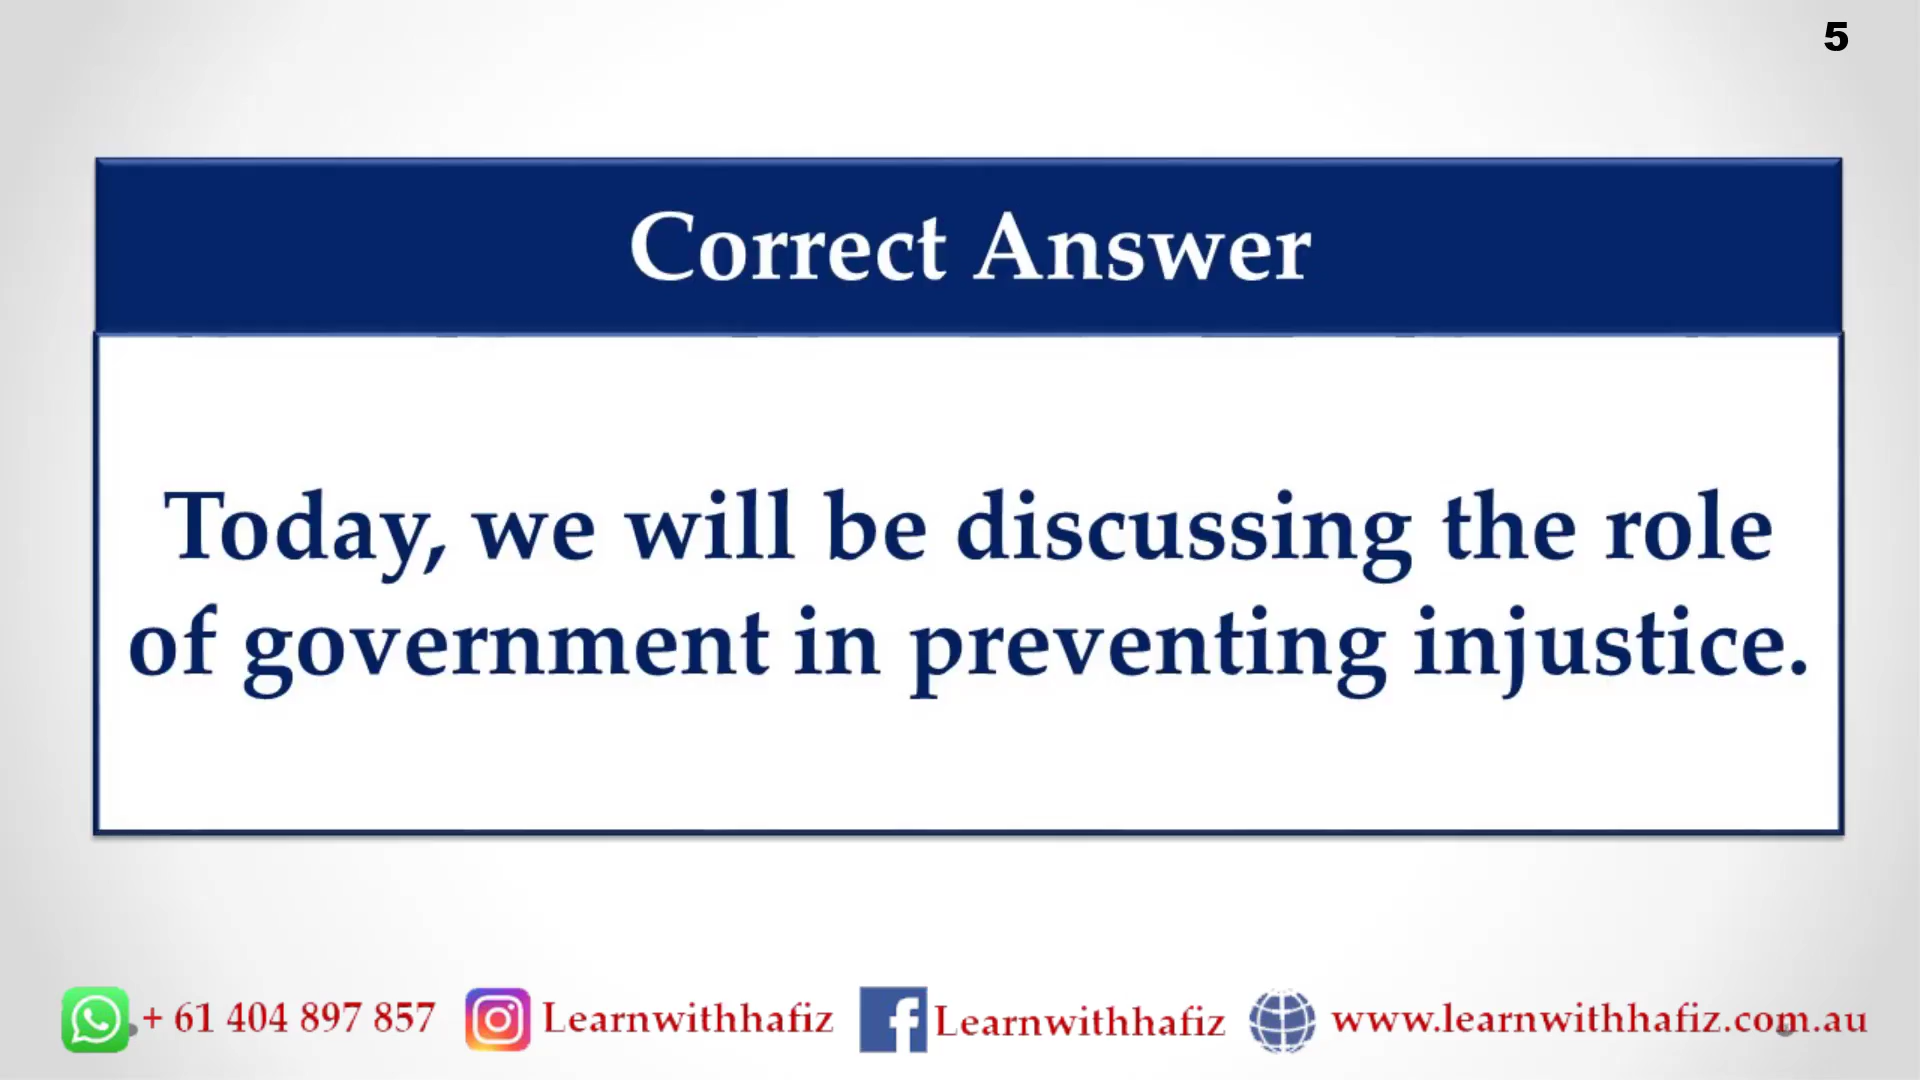 5
Correct Answer
Today, we will be discussing the role
of government in preventing injustice.
+ 61 404 897 857 Learnwithhafiz Learnwithhafiz www.learnwithhafiz.com.au